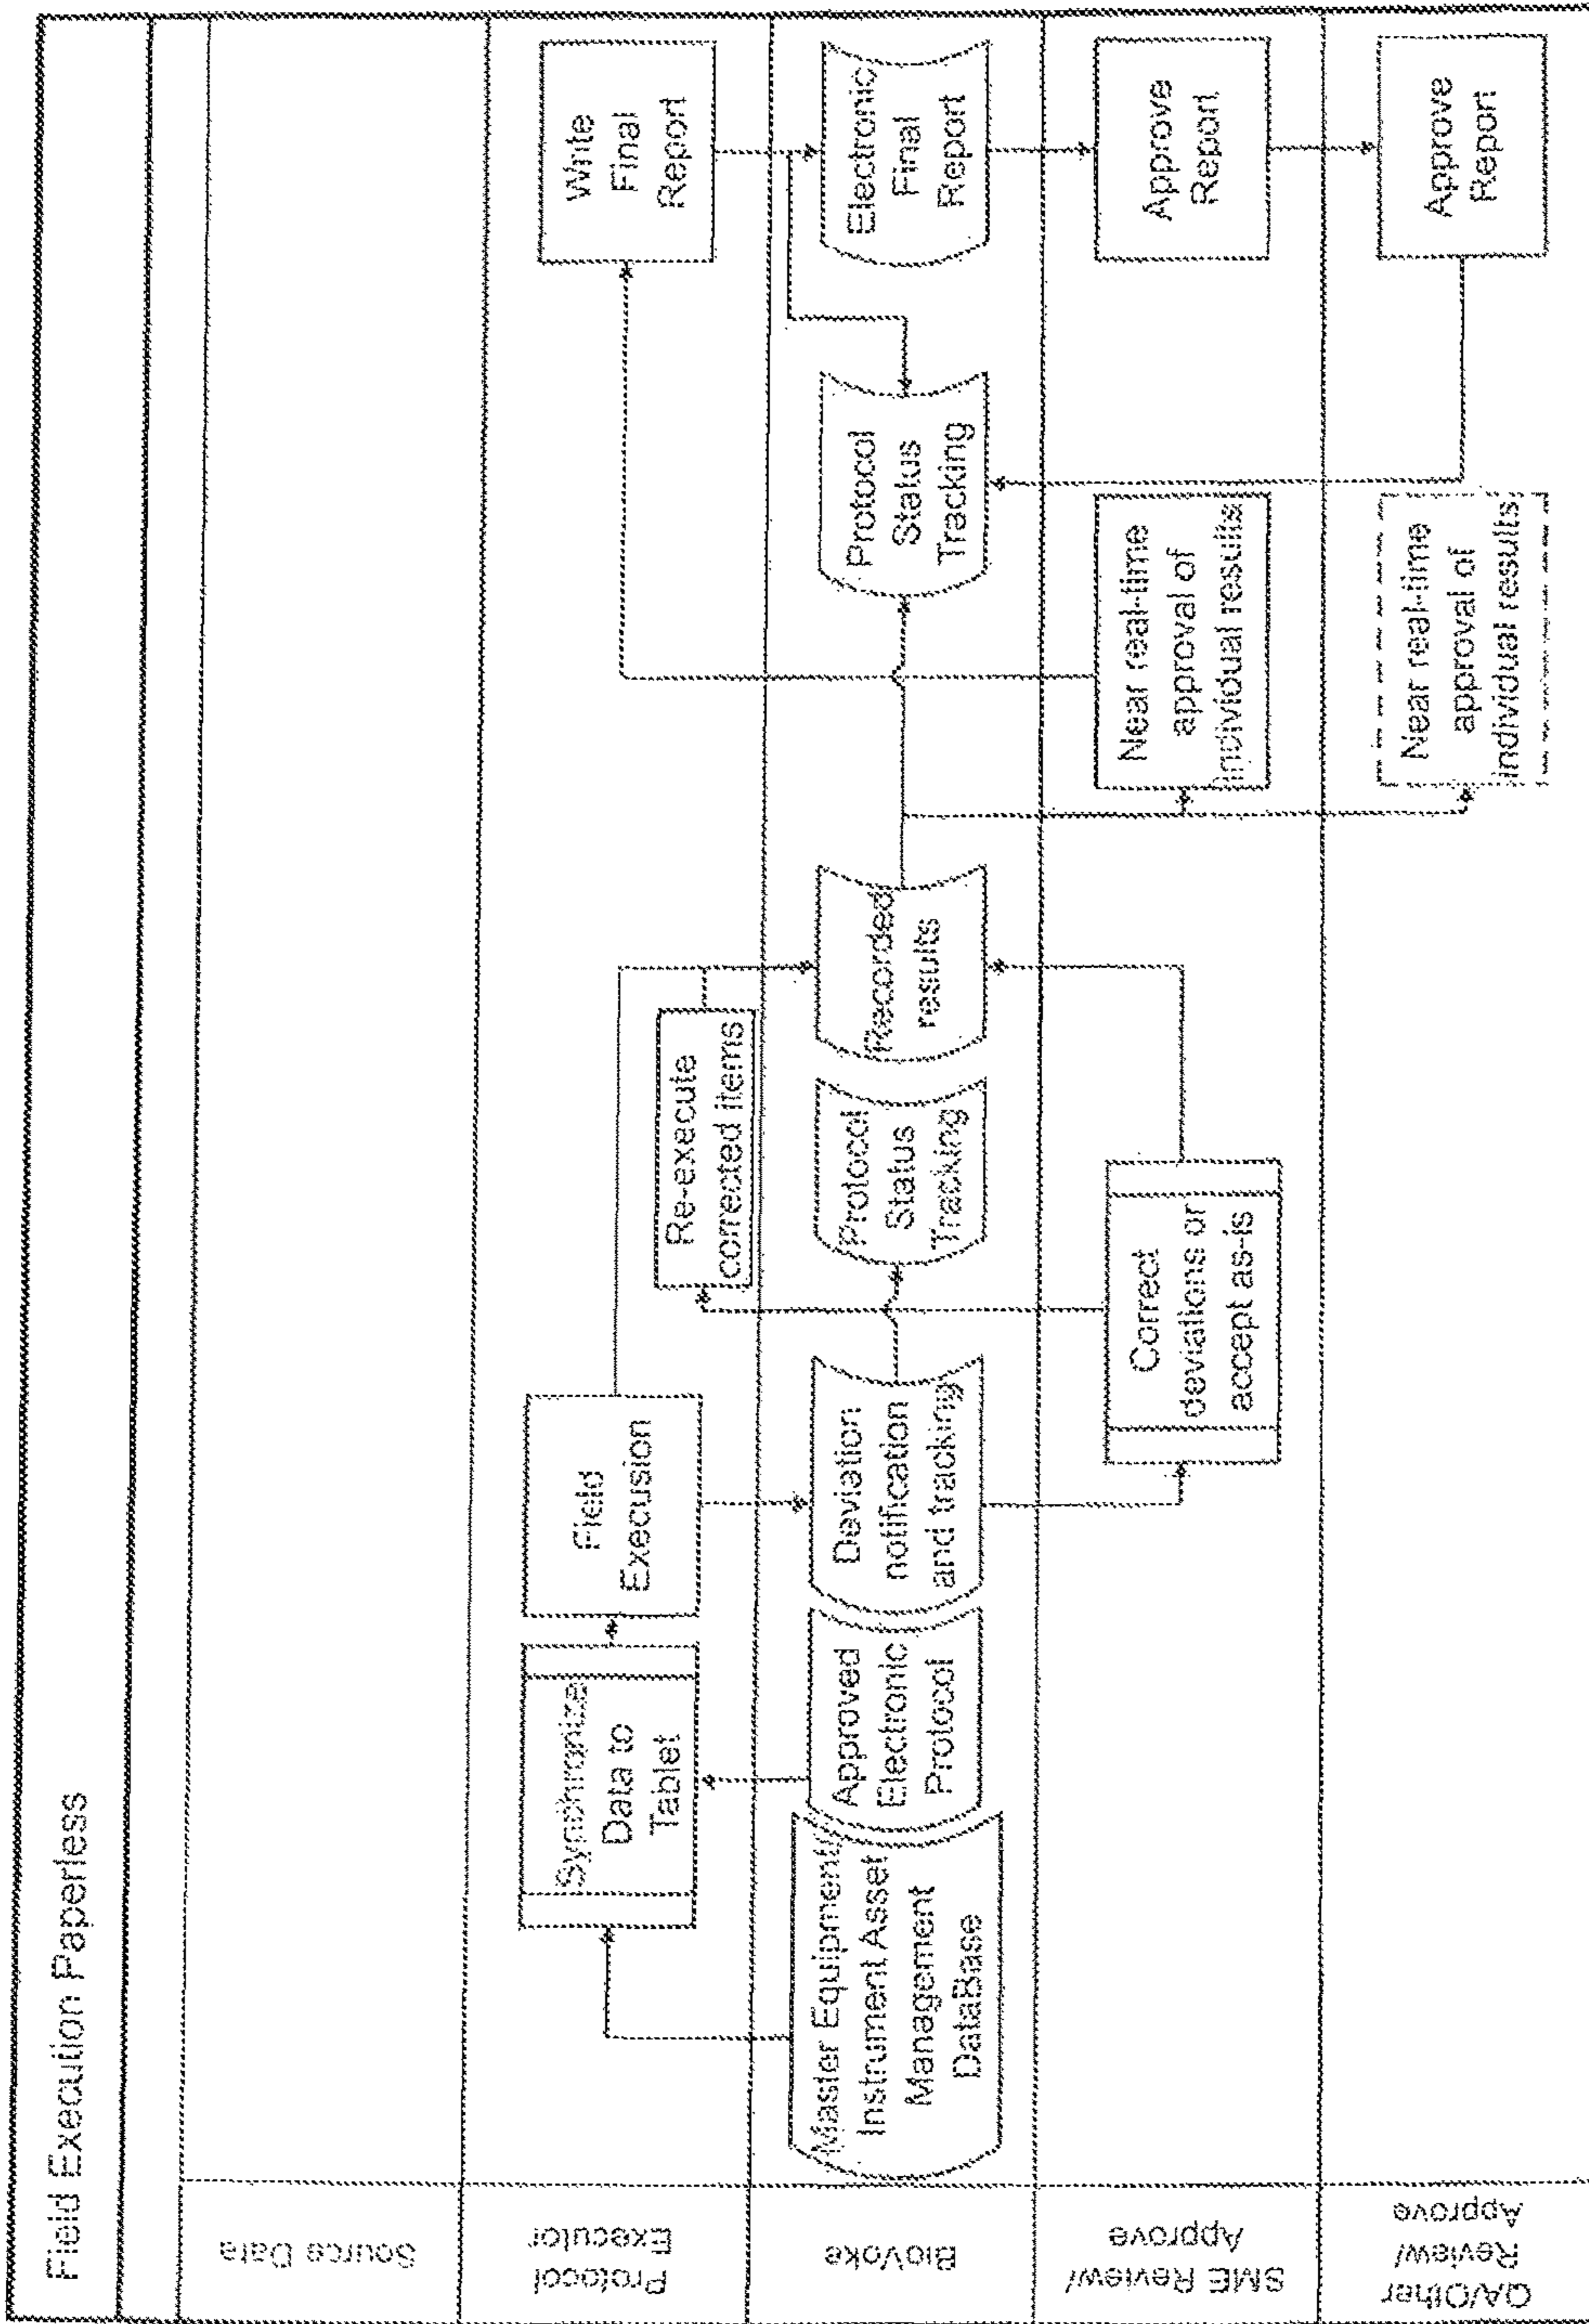 Field Execution Paperless
Source Data
Protocol
Executor
Synchronize
Data to
Tablet
Field
Execusion
Re-execute
corrected items
Write
Final
Report
BioVoke
Master Equipment/
Instrument Asset
Management
DataBase
Approved
Electronic
Protocol
Deviation
notification
and tracking
Protocol
Status
Tracking
Recorded
results
Protocol
Status
Tracking
Electronic
Final
Report
SME Review/
Approve
Correct
deviations or
accept as-is
Near real-time
approval of
individual results
Approve
Report
QA/Other
Review/
Approve
Near real-time
approval of
individual results
Approve
Report